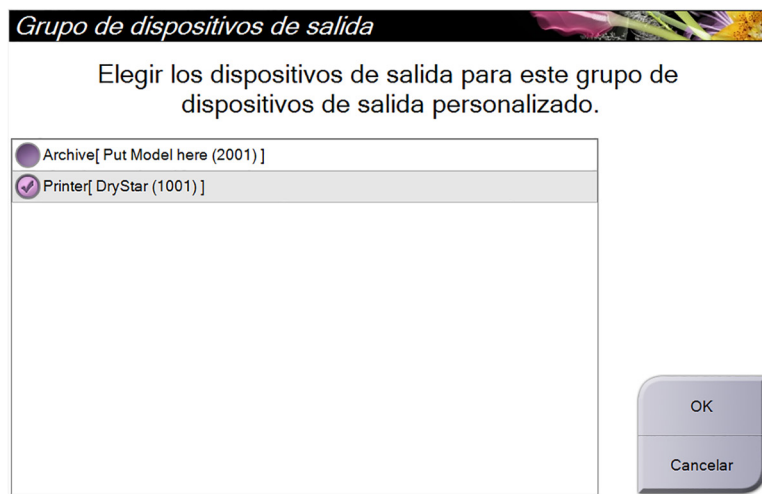 Grupo de dispositivos de salida
Elegir los dispositivos de salida para este grupo de
dispositivos de salida personalizado.
Archive[ Put Model here (2001) ]
Printer[ DryStar (1001) ]
OK
Cancelar